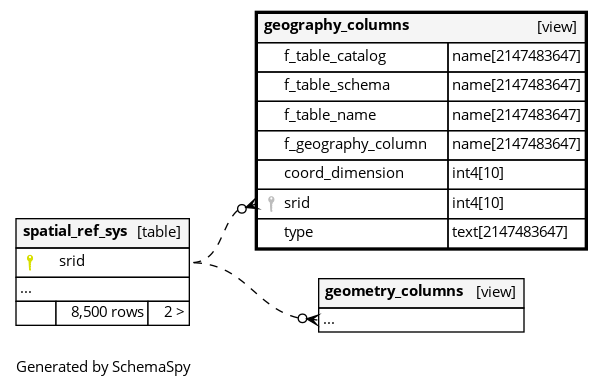 geography_columns [view]
f_table_catalog name[2147483647]
f_table_schema name[2147483647]
f_table_name name[2147483647]
f_geography_column name[2147483647]
coord_dimension int4[10]
srid int4[10]
type text[2147483647]
spatial_ref_sys [table]
srid
...
8,500 rows 2 >
geometry_columns [view]
...
Generated by SchemaSpy